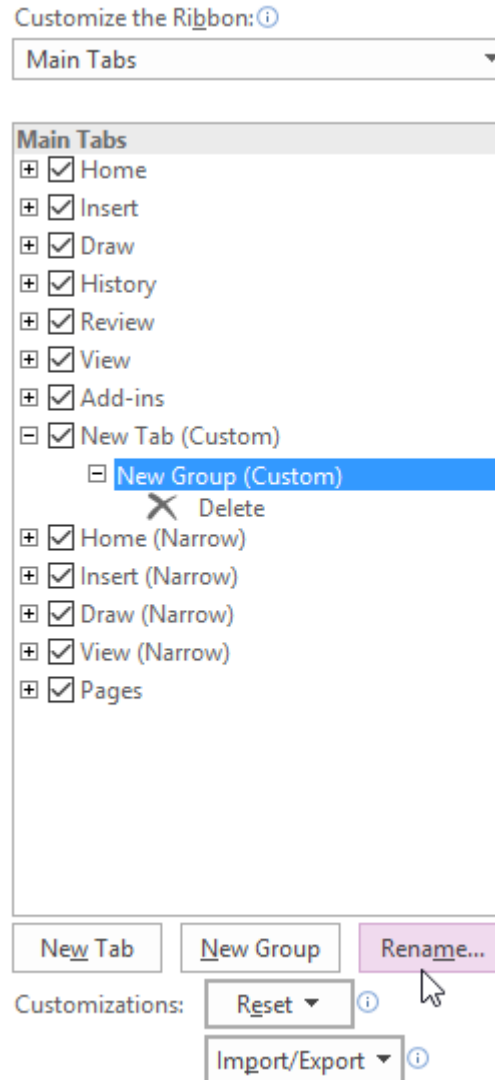 Customize the Ribbon:
Main Tabs
Main Tabs
Home
Insert
Draw
History
Review
View
Add-ins
New Tab (Custom)
New Group (Custom)
Delete
Home (Narrow)
Insert (Narrow)
Draw (Narrow)
View (Narrow)
Pages
New Tab New Group Rename...
Customizations: Reset
Import/Export